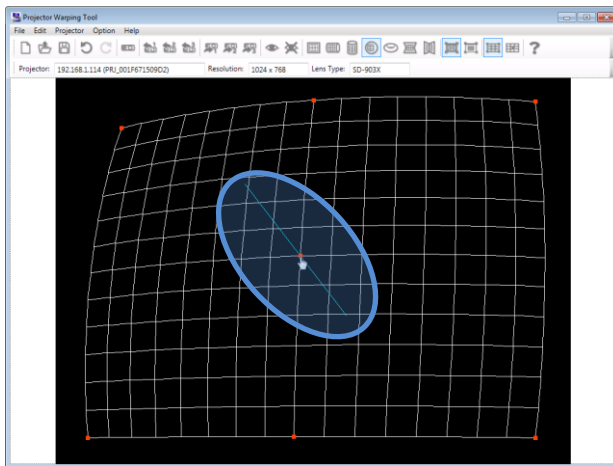 Projector Warping Tool
File Edit Projector Option Help
Projector: 192.168.1.114 (PRJ_001F671509D2) Resolution: 1024 x 768 Lens Type: SD-903X